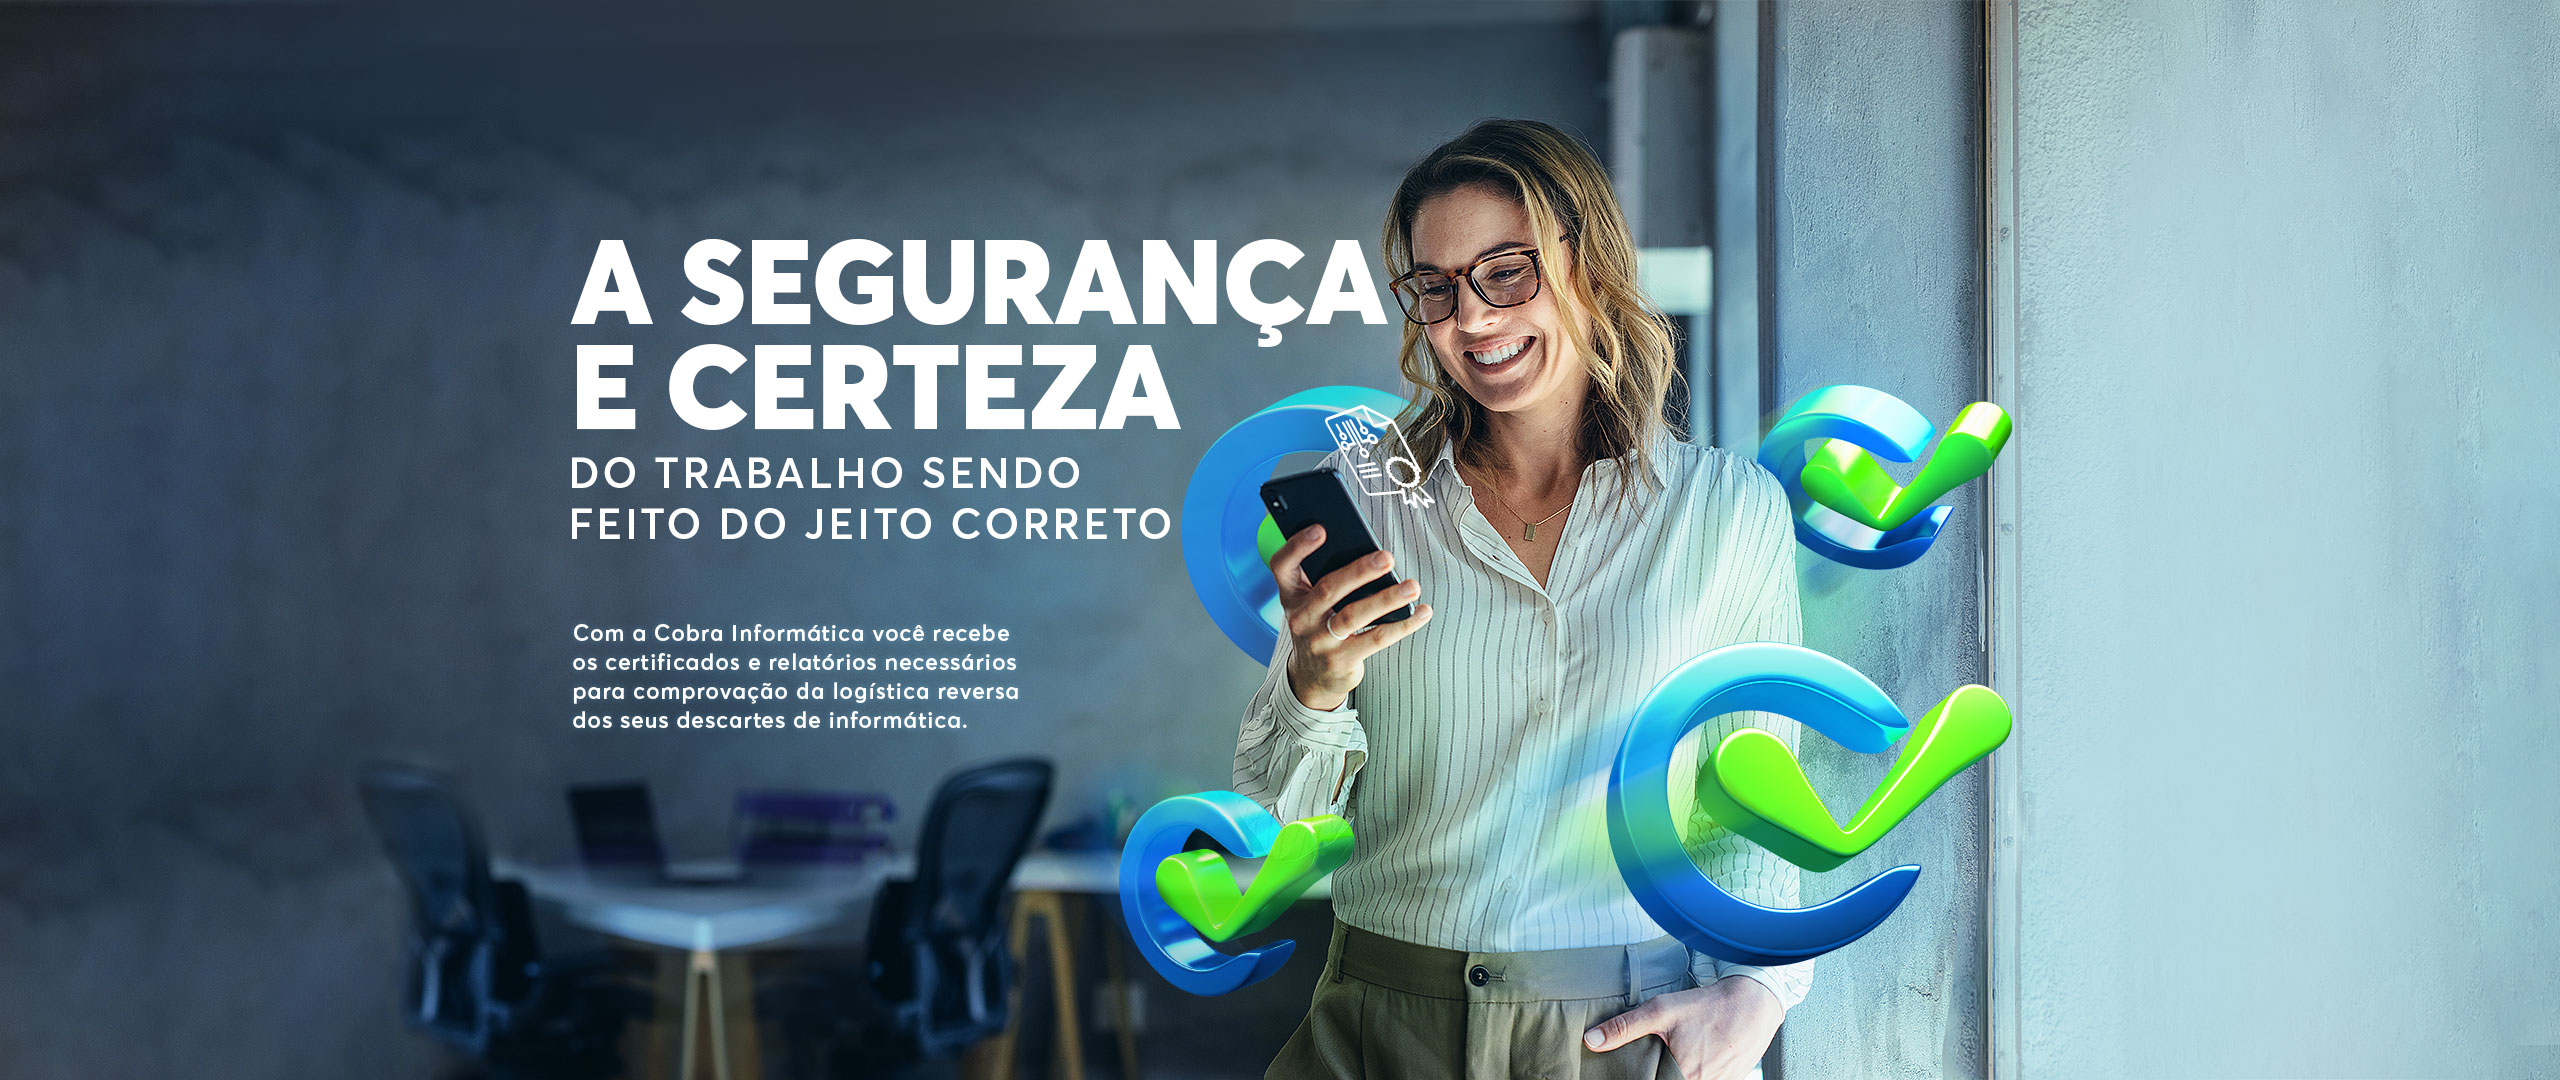 A SEGURANÇA
E CERTEZA
DO TRABALHO SENDO
FEITO DO JEITO CORRETO
Com a Cobra Informática você recebe
os certificados e relatórios necessários
para comprovação da logística reversa
dos seus descartes de informática.